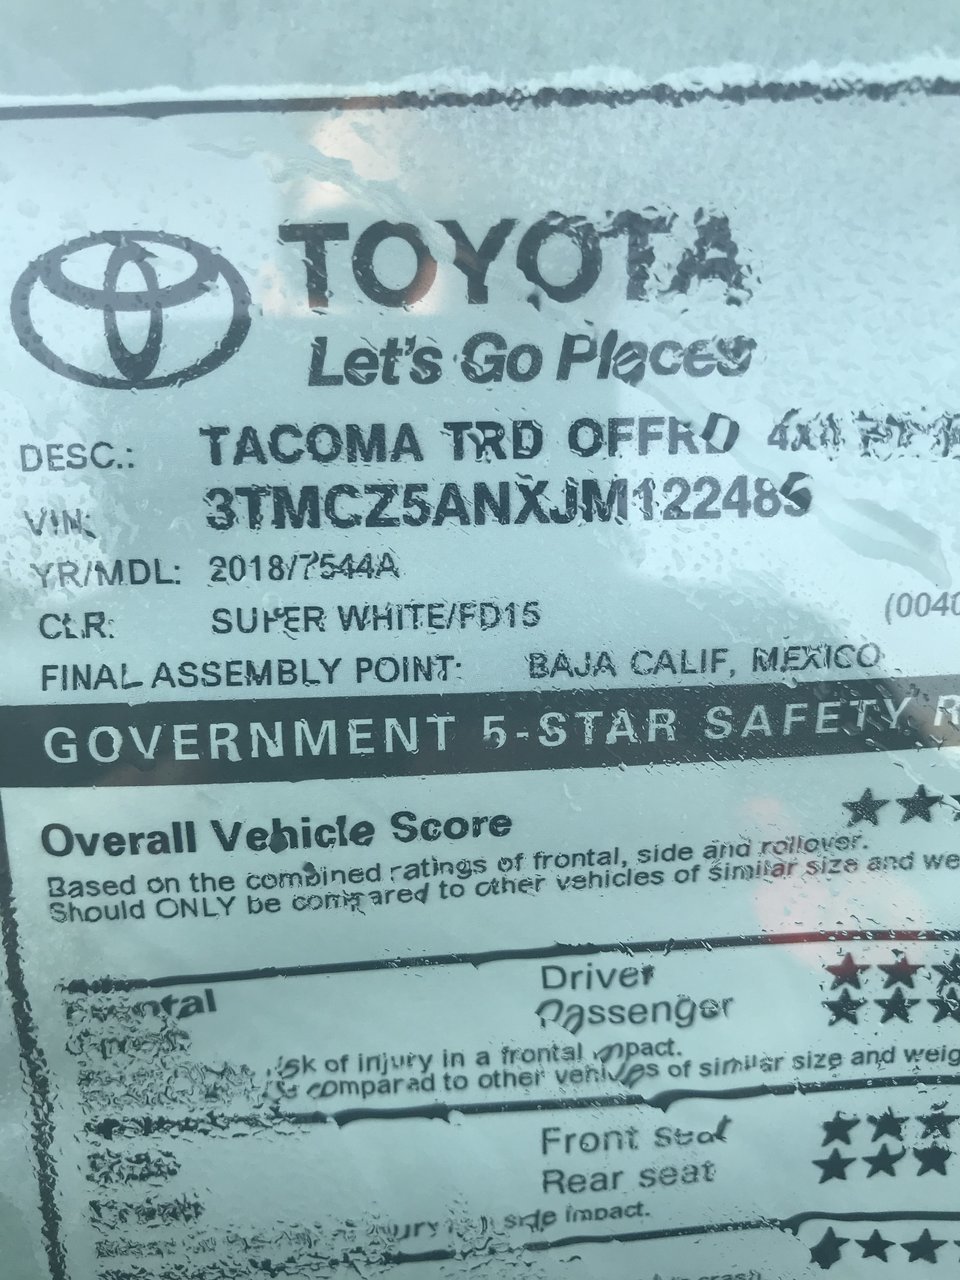 TOYOTA
Let's Go Places
DESC.: TACOMA TRD OFFRD
VIN: 3TMCZ5ANXJM122485
YR/MDL: 2018/7544A
CLR: SUPER WHITE/FD15 (0040
FINAL ASSEMBLY POINT: BAJA CALIF, MEXICO
GOVERNMENT 5-STAR SAFETY R
Overall Vehicle Score
Based on the combined ratings of frontal, side and rollover.
Should ONLY be compared to other vehicles of similar size and we
Driver
Passenger
of injury in a frontal impact.
compared to other vehicles of similar size and weig
Front seat
Rear seat
side impact.